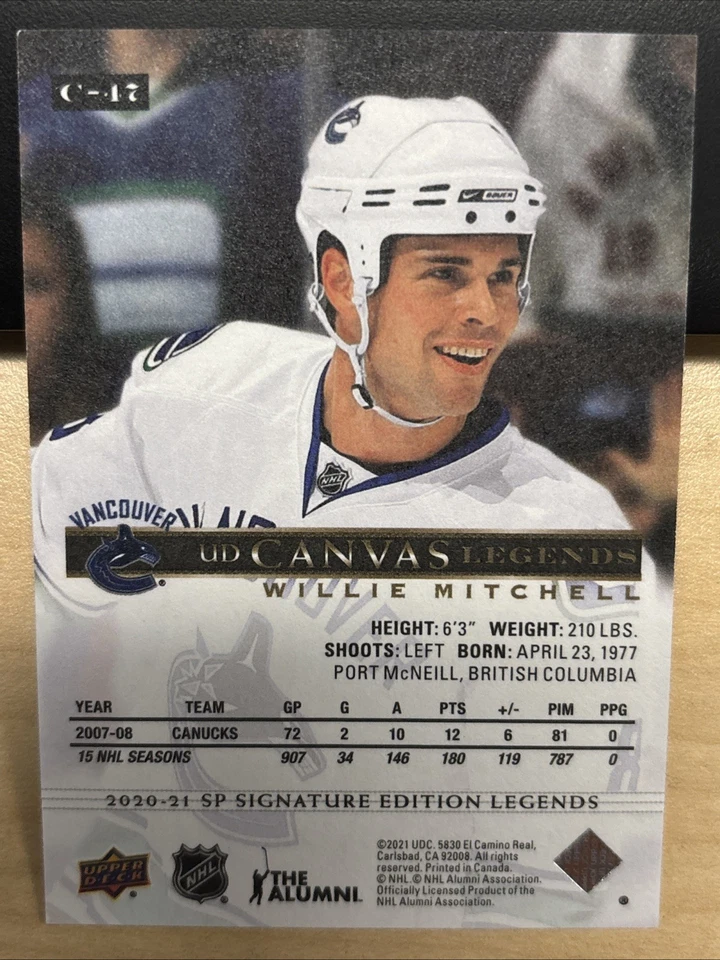 C-47
BAUER
NHL
VANCOUVER
UD CANVAS LEGENDS
WILLIE MITCHELL
HEIGHT: 6'3" WEIGHT: 210 LBS.
SHOOTS: LEFT BORN: APRIL 23, 1977
PORT McNEILL, BRITISH COLUMBIA
YEAR TEAM GP G A PTS +/- PIM PPG
2007-08 CANUCKS 72 2 10 12 6 81 0
15 NHL SEASONS 907 34 146 180 119 787 0
2020-21 SP SIGNATURE EDITION LEGENDS
UPPER DECK
NHL
THE ALUMNI
©2021 UDC. 5830 El Camino Real,
Carlsbad, CA 92008. All rights
reserved. Printed in Canada.
© NHL. © NHL Alumni Association.
Officially Licensed Product of the
NHL Alumni Association.